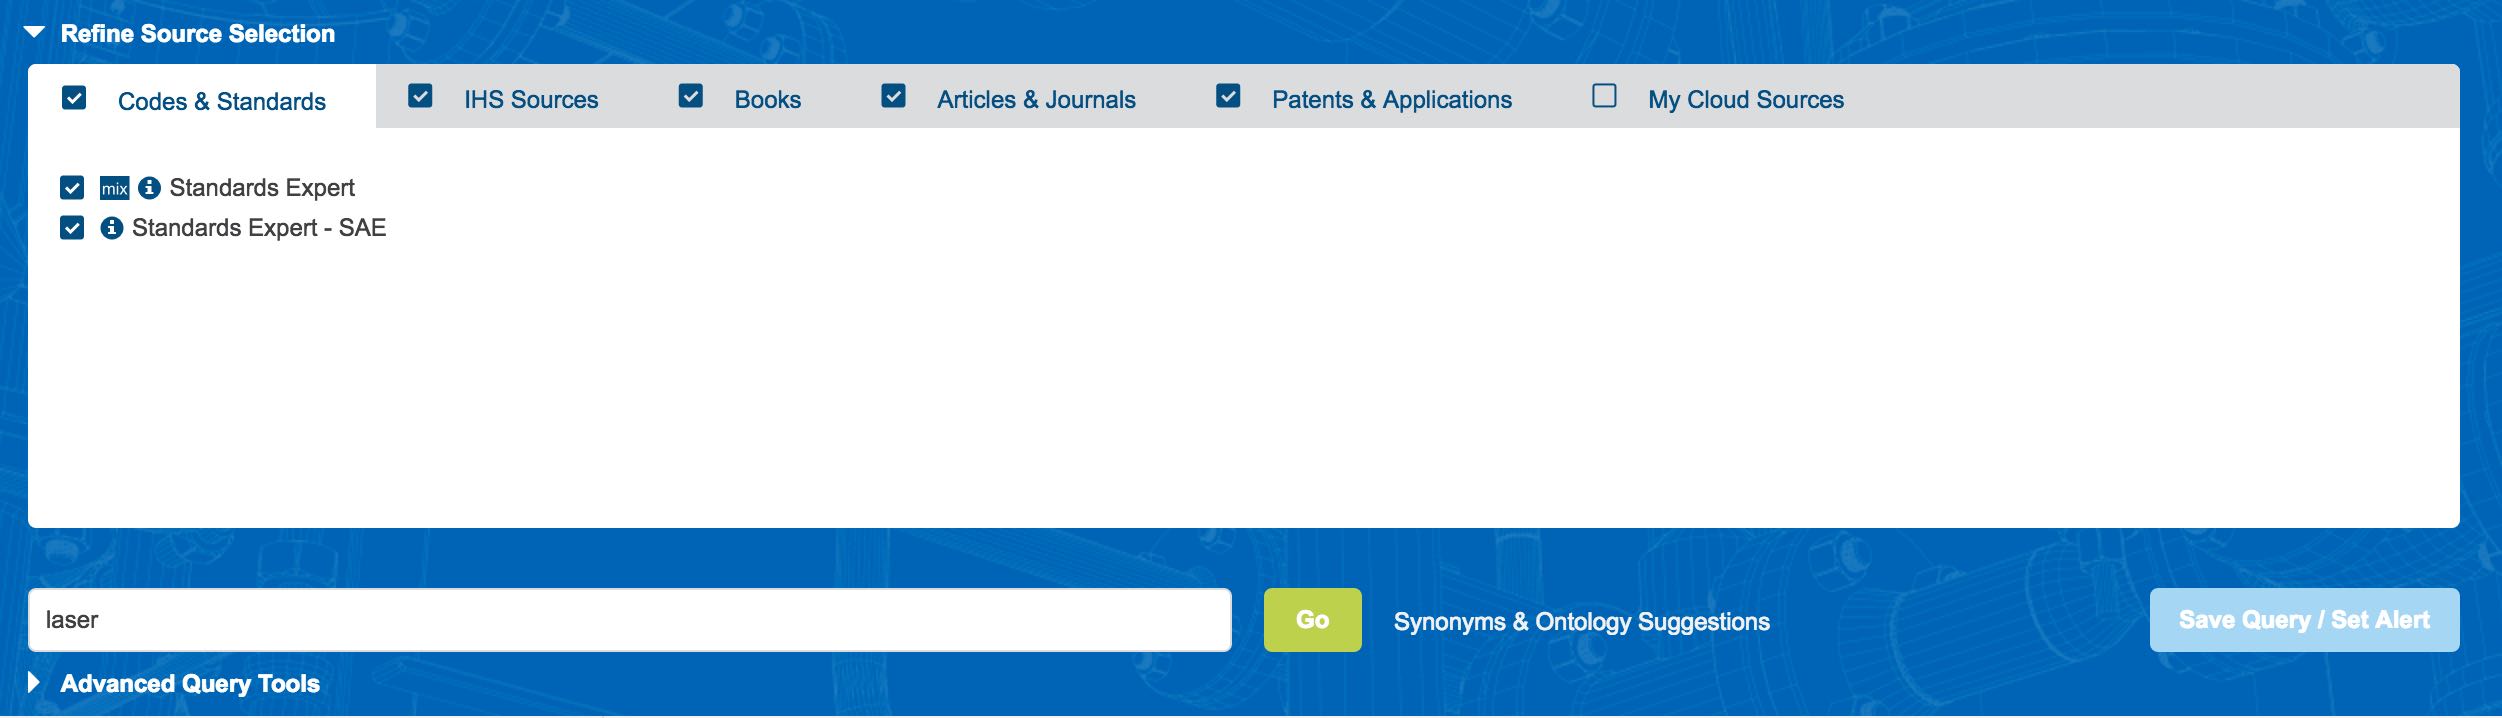 Refine Source Selection
Codes & Standards IHS Sources Books Articles & Journals Patents & Applications My Cloud Sources
mix Standards Expert
Standards Expert - SAE
laser Go Synonyms & Ontology Suggestions Save Query / Set Alert
Advanced Query Tools